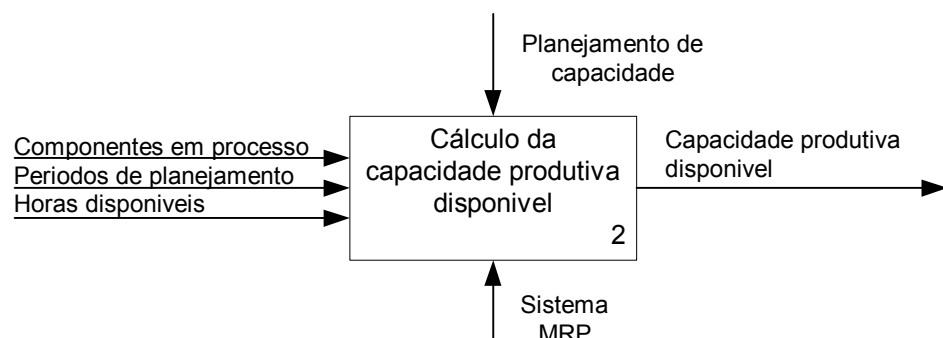 Planejamento de
capacidade
Componentes em processo
Periodos de planejamento
Horas disponiveis
Cálculo da
capacidade produtiva
disponivel
2
Capacidade produtiva
disponivel
Sistema
MRP